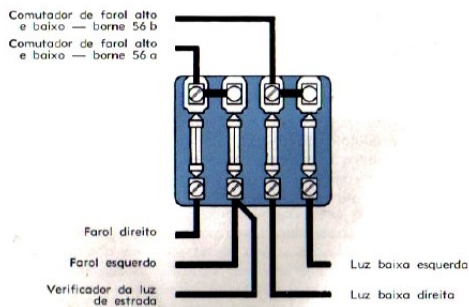 Comutador de farol alto
e baixo — borne 56 b
Comutador de farol alto
e baixo — borne 56 a
Farol direito
Farol esquerdo
Verificador da luz
de estrada
Luz baixa esquerda
Luz baixa direita